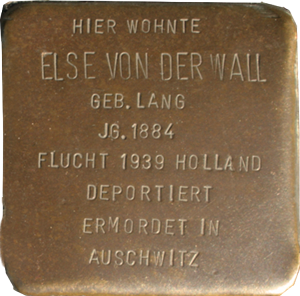 HIER WOHNTE
ELSE VON DER WALL
GEB. LANG
JG. 1884
FLUCHT 1939 HOLLAND
DEPORTIERT
ERMORDET IN
AUSCHWITZ